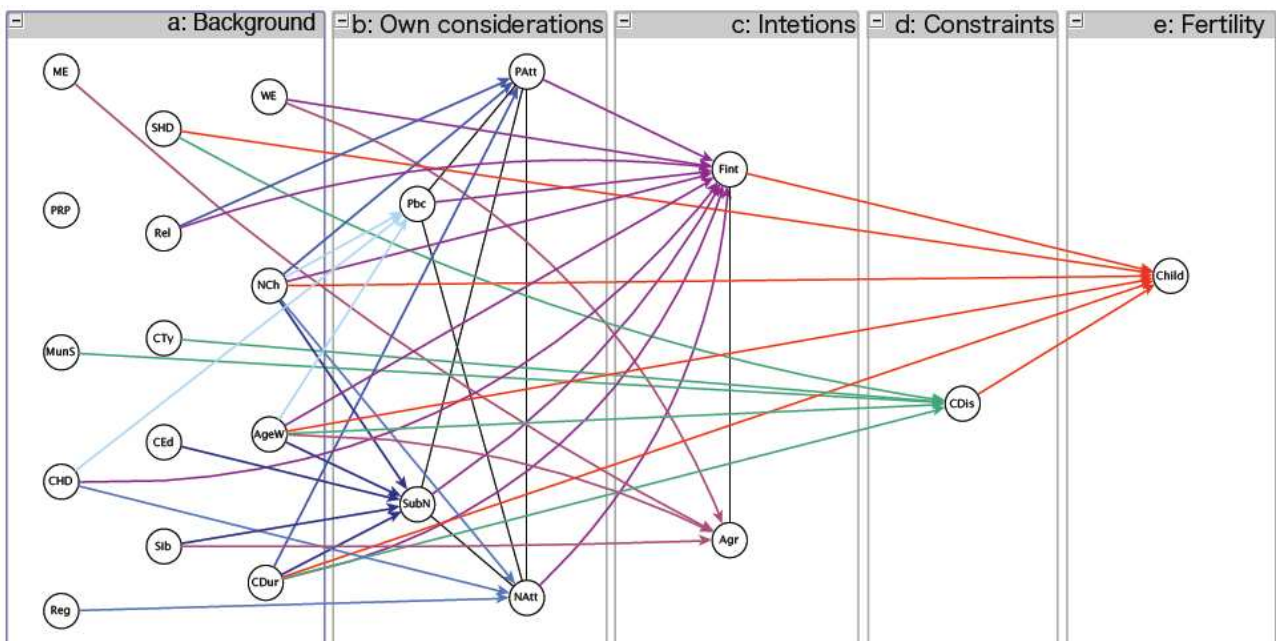 a: Background
b: Own considerations
c: Intetions
d: Constraints
e: Fertility
ME
WE
PAtt
SHD
Fint
PRP
Rel
Pbc
NCh
Child
MunS
CTy
CDis
CEd
AgeW
CHD
SubN
Sib
Agr
CDur
NAtt
Reg